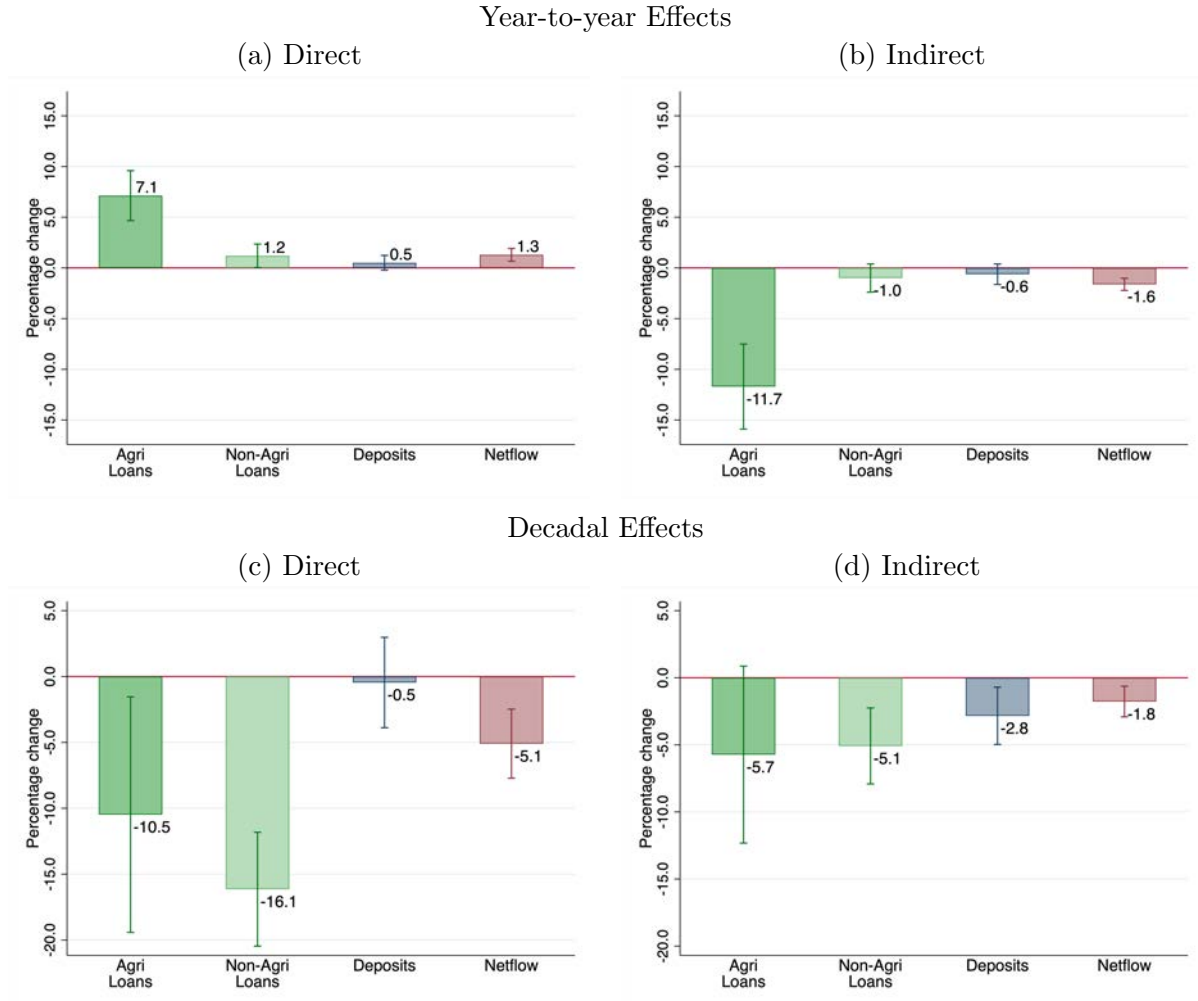 Year-to-year Effects
(a) Direct
(b) Indirect
Percentage change
15.0
10.0
5.0
0.0
-5.0
-10.0
-15.0
7.1
1.2
0.5
1.3
Agri
Loans
Non-Agri
Loans
Deposits
Netflow
Percentage change
15.0
10.0
5.0
0.0
-5.0
-10.0
-15.0
-11.7
-1.0
-0.6
-1.6
Agri
Loans
Non-Agri
Loans
Deposits
Netflow
Decadal Effects
(c) Direct
(d) Indirect
Percentage change
5.0
0.0
-5.0
-10.0
-15.0
-20.0
-10.5
-16.1
-0.5
-5.1
Agri
Loans
Non-Agri
Loans
Deposits
Netflow
Percentage change
5.0
0.0
-5.0
-10.0
-15.0
-20.0
-5.7
-5.1
-2.8
-1.8
Agri
Loans
Non-Agri
Loans
Deposits
Netflow